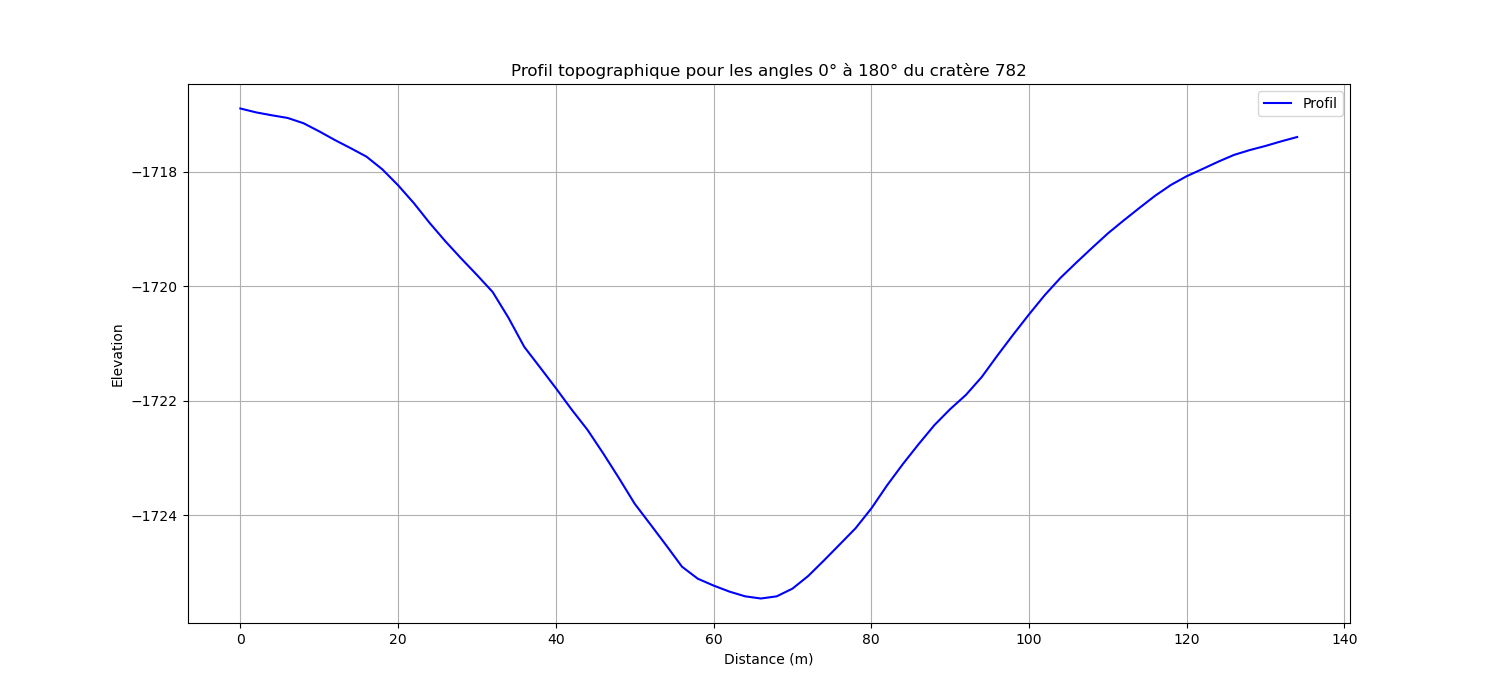 Profil topographique pour les angles 0° à 180° du cratère 782
Profil
−1718
−1720
−1722
−1724
Elevation
0 20 40 60 80 100 120 140
Distance (m)